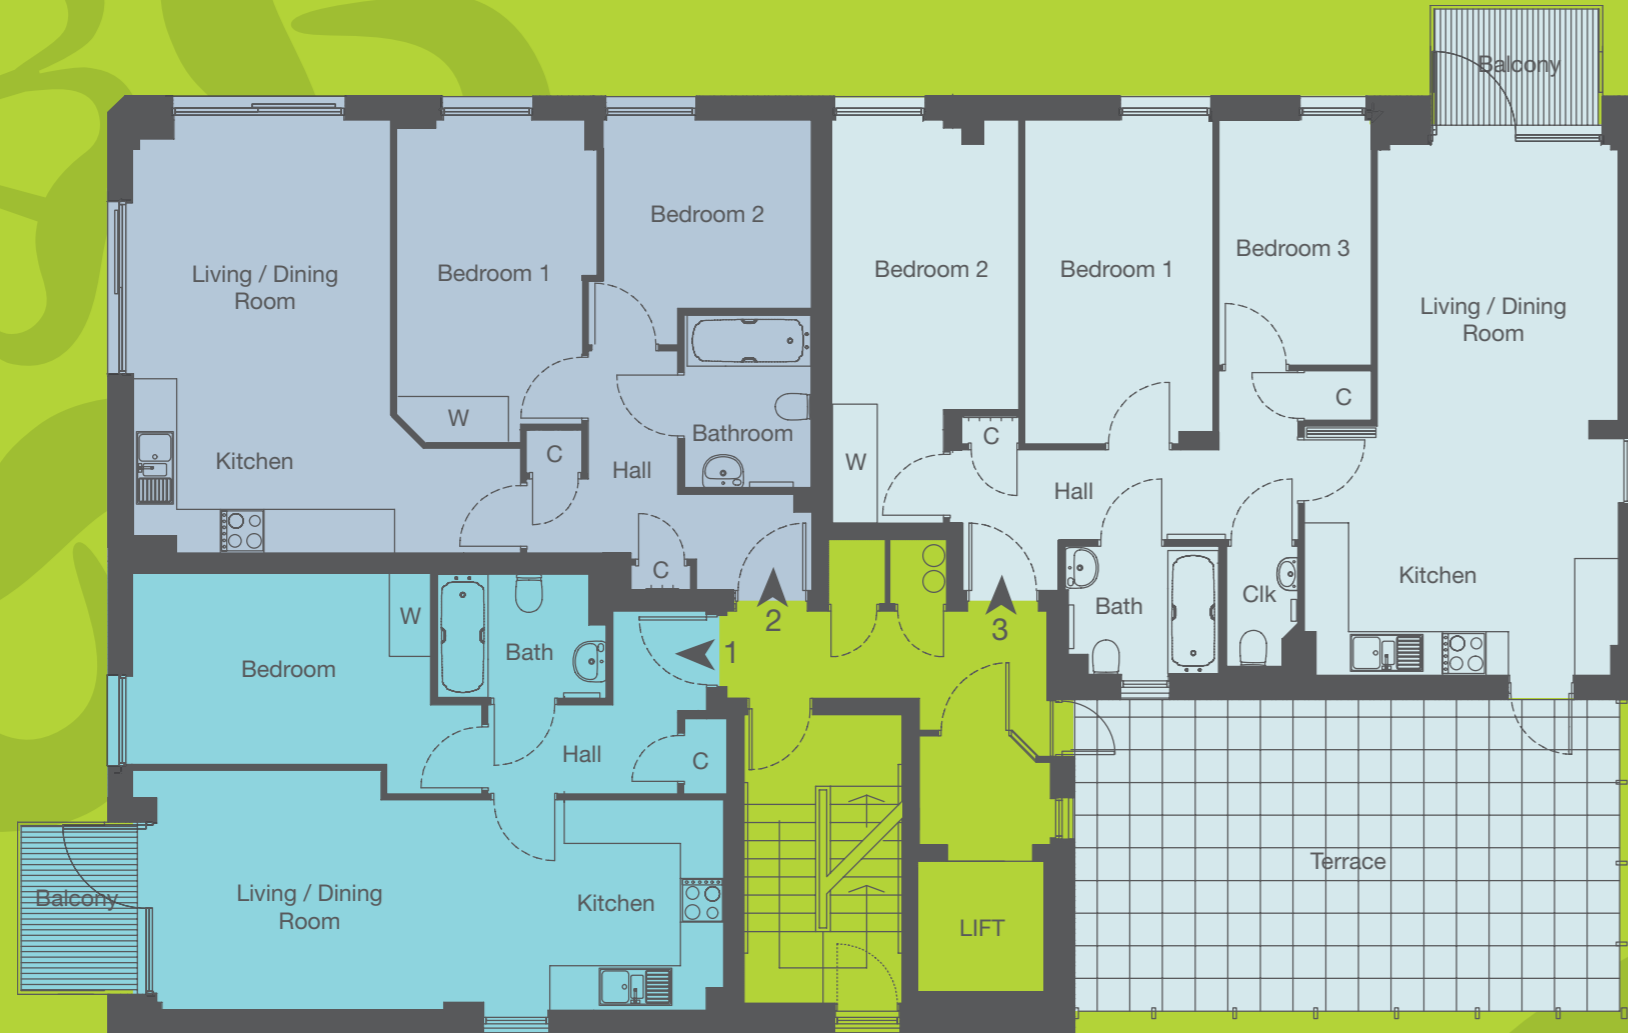 Balcony
Living / Dining
Room
Bedroom 1
Bedroom 2
W
Kitchen
C
Hall
Bathroom
C
2
Bedroom 2
Bedroom 1
Bedroom 3
Living / Dining
Room
C
C
W
Hall
Kitchen
Bath
Clk
3
Bedroom
W
Bath
1
Hall
C
Living / Dining
Room
Kitchen
Balcony
LIFT
Terrace